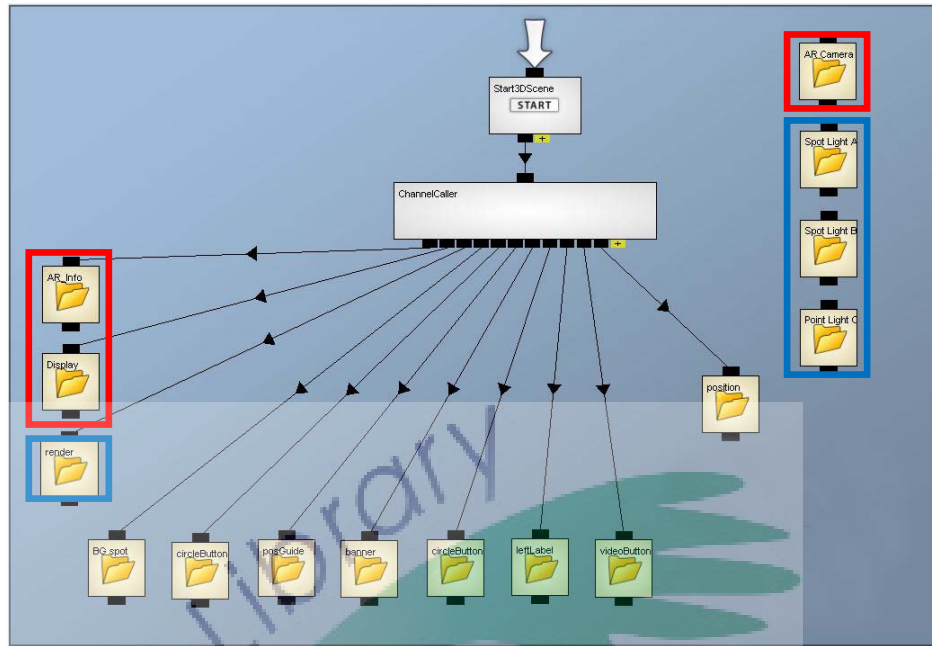 AR_Camera
Start3DScene
START
+
Spot Light A
ChannelCaller
+
Spot Light B
AR_Info
Point Light C
Display
position
render
Library
BG_spot
circleButton
posGuide
banner
circleButton
leftLabel
videoButton